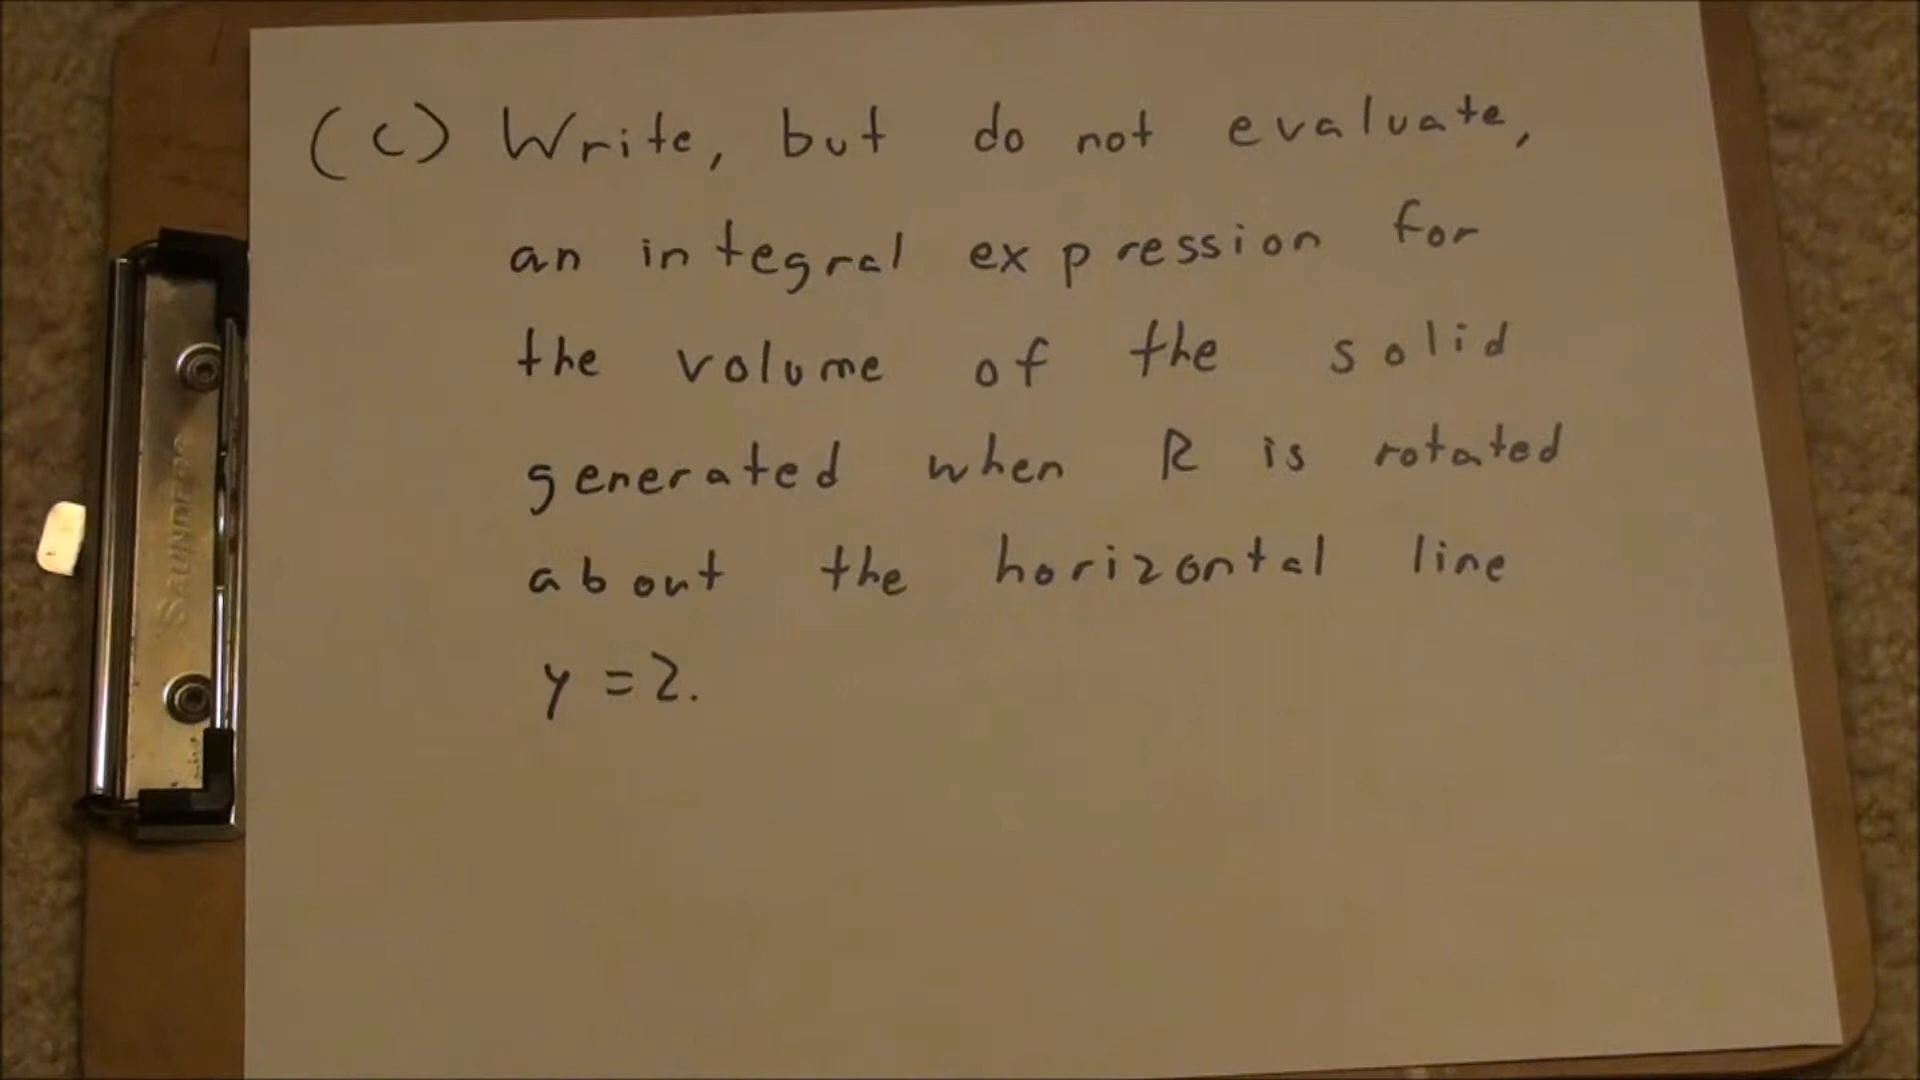 (c) Write, but do not evaluate,
an integral expression for
the volume of the solid
generated when R is rotated
about the horizontal line
y = 2.
SAUNDERS